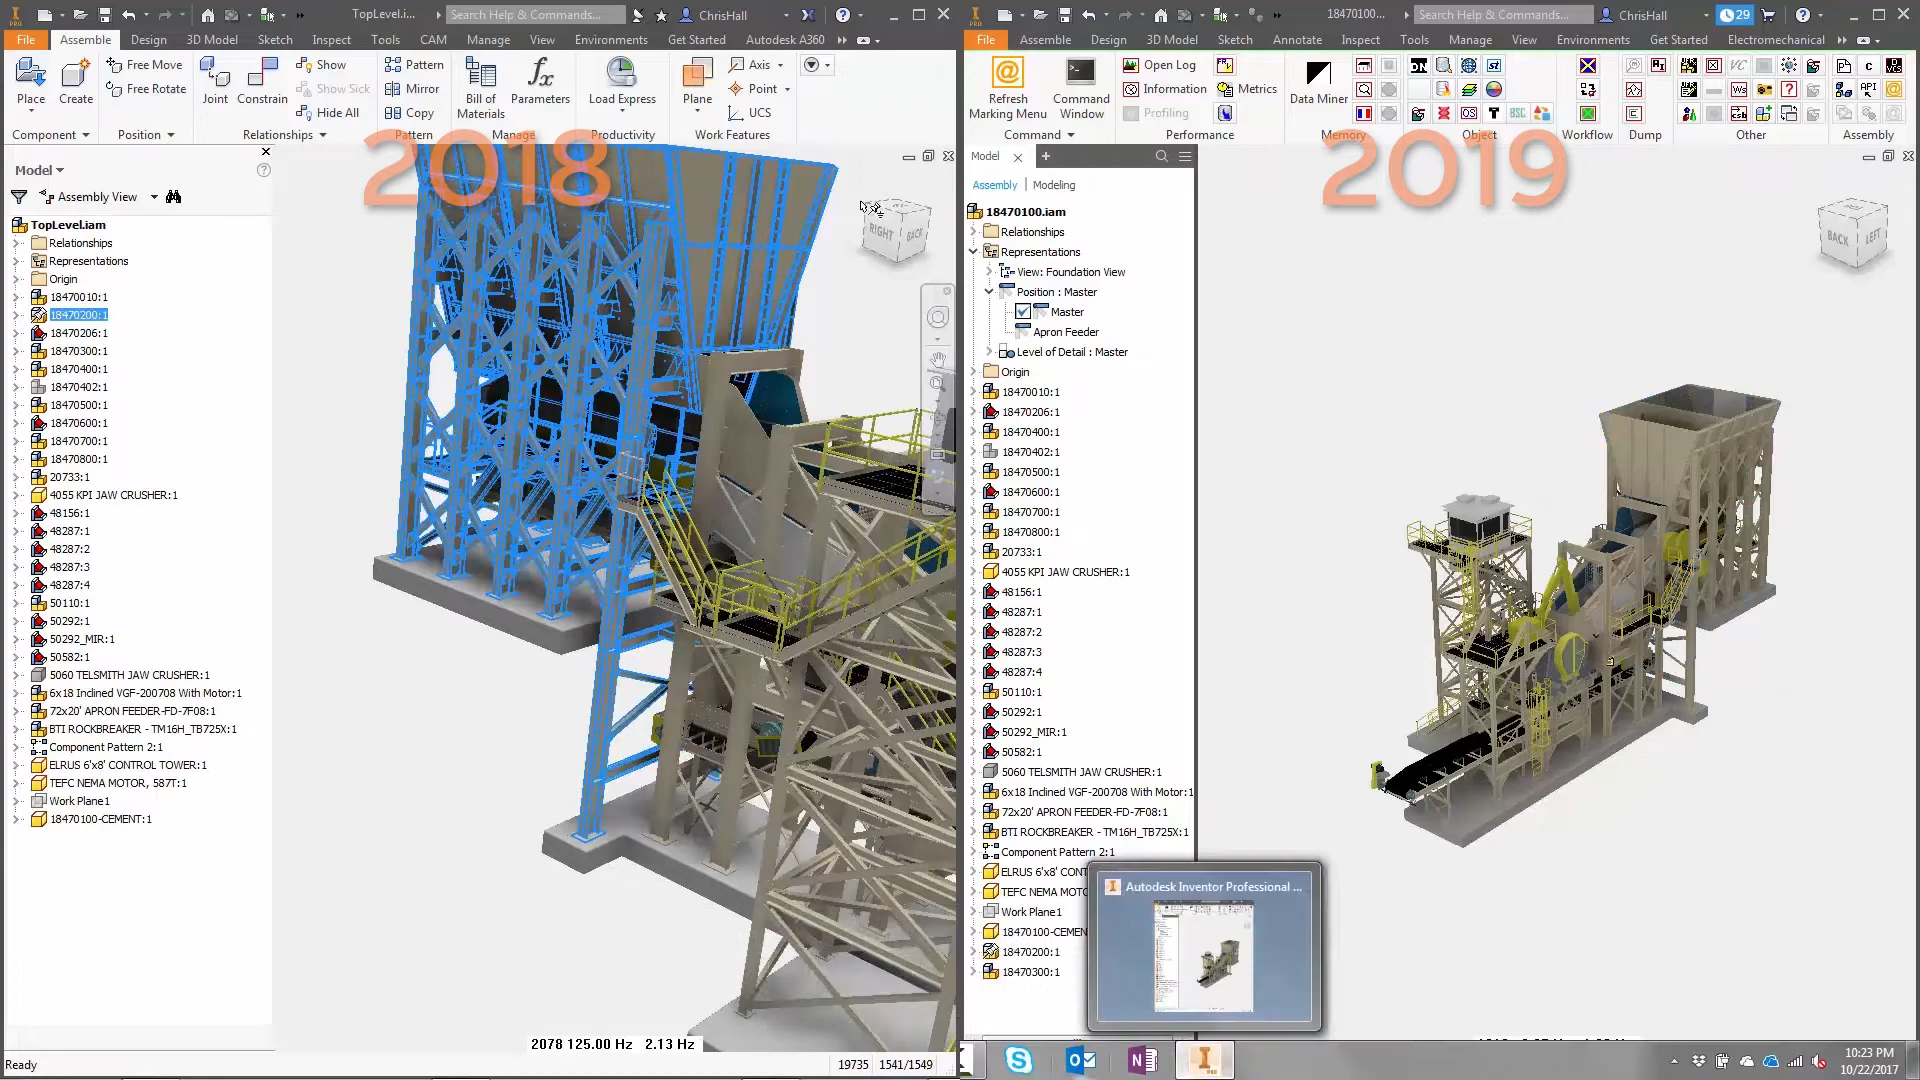 TopLevel.i...
Search Help & Commands...
ChrisHall
File
Assemble
Design
3D Model
Sketch
Inspect
Tools
CAM
Manage
View
Environments
Get Started
Autodesk A360
Place
Create
Free Move
Free Rotate
Joint
Constrain
Show
Show Sick
Hide All
Pattern
Mirror
Copy
Bill of
Materials
Parameters
Load Express
Plane
Axis
Point
UCS
Component
Position
Relationships
Pattern
Manage
Productivity
Work Features
2018
Model
Assembly View
TopLevel.iam
Relationships
Representations
Origin
18470010:1
18470200:1
18470206:1
18470300:1
18470400:1
18470402:1
18470500:1
18470600:1
18470700:1
18470800:1
20733:1
4055 KPI JAW CRUSHER:1
48156:1
48287:1
48287:2
48287:3
48287:4
50110:1
50292:1
50292_MIR:1
50582:1
5060 TELSMITH JAW CRUSHER:1
6x18 Inclined VGF-200708 With Motor:1
72x20' APRON FEEDER-FD-7F08:1
BTI ROCKBREAKER - TM16H_TB725X:1
Component Pattern 2:1
ELRUS 6'x8' CONTROL TOWER:1
TEFC NEMA MOTOR, 587T:1
Work Plane1
18470100-CEMENT:1
RIGHT
BACK
2078 125.00 Hz 2.13 Hz
Ready
19735
1541/1549
PRO
18470100...
Search Help & Commands...
ChrisHall
29
File
Assemble
Design
3D Model
Sketch
Annotate
Inspect
Tools
Manage
View
Environments
Get Started
Electromechanical
Refresh
Marking Menu
Command
Window
Open Log
Information
Profiling
Metrics
Data Miner
Command
Performance
Memory
Object
Workflow
Dump
Other
Assembly
2019
Model
Assembly
Modeling
18470100.iam
Relationships
Representations
View: Foundation View
Position : Master
Master
Apron Feeder
Level of Detail : Master
Origin
18470010:1
18470206:1
18470400:1
18470402:1
18470500:1
18470600:1
18470700:1
18470800:1
20733:1
4055 KPI JAW CRUSHER:1
48156:1
48287:1
48287:2
48287:3
48287:4
50110:1
50292:1
50292_MIR:1
50582:1
5060 TELSMITH JAW CRUSHER:1
6x18 Inclined VGF-200708 With Motor:1
72x20' APRON FEEDER-FD-7F08:1
BTI ROCKBREAKER - TM16H_TB725X:1
Component Pattern 2:1
ELRUS 6'x8' CONT
TEFC NEMA MOTO
Work Plane1
18470100-CEMEN
18470200:1
18470300:1
BACK
LEFT
Autodesk Inventor Professional ...
10:23 PM
10/22/2017